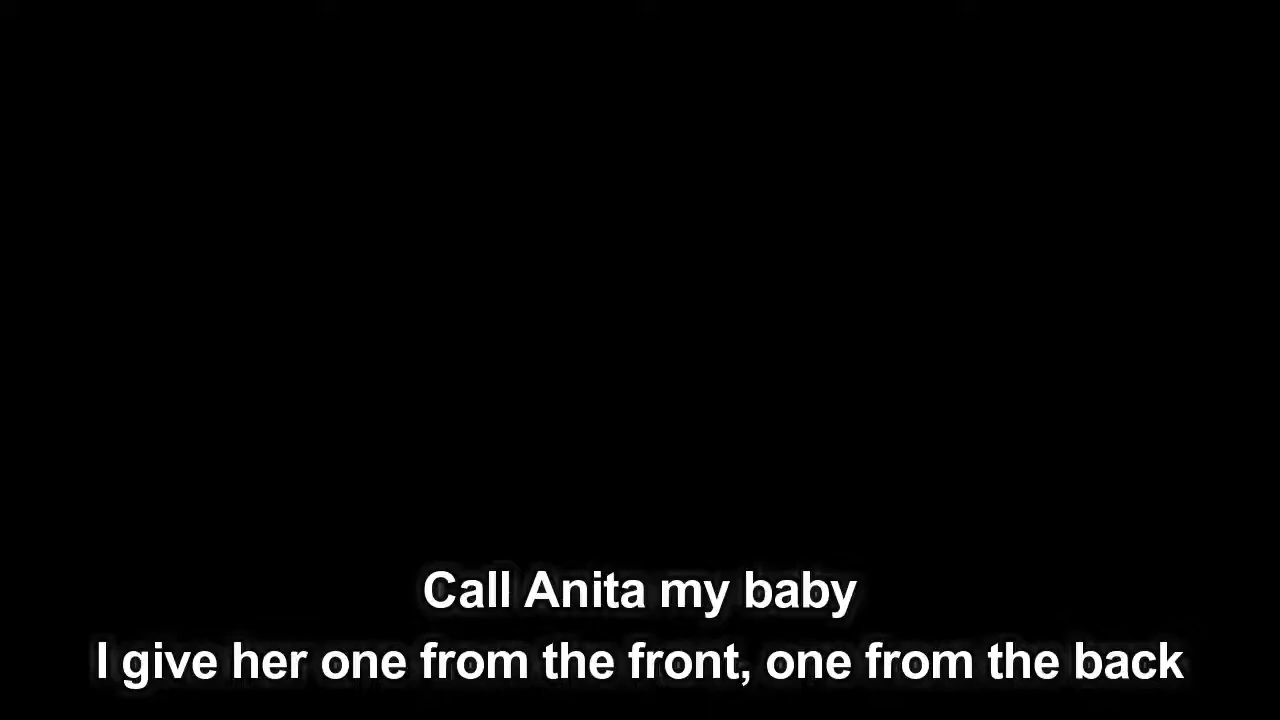 Call Anita my baby
I give her one from the front, one from the back